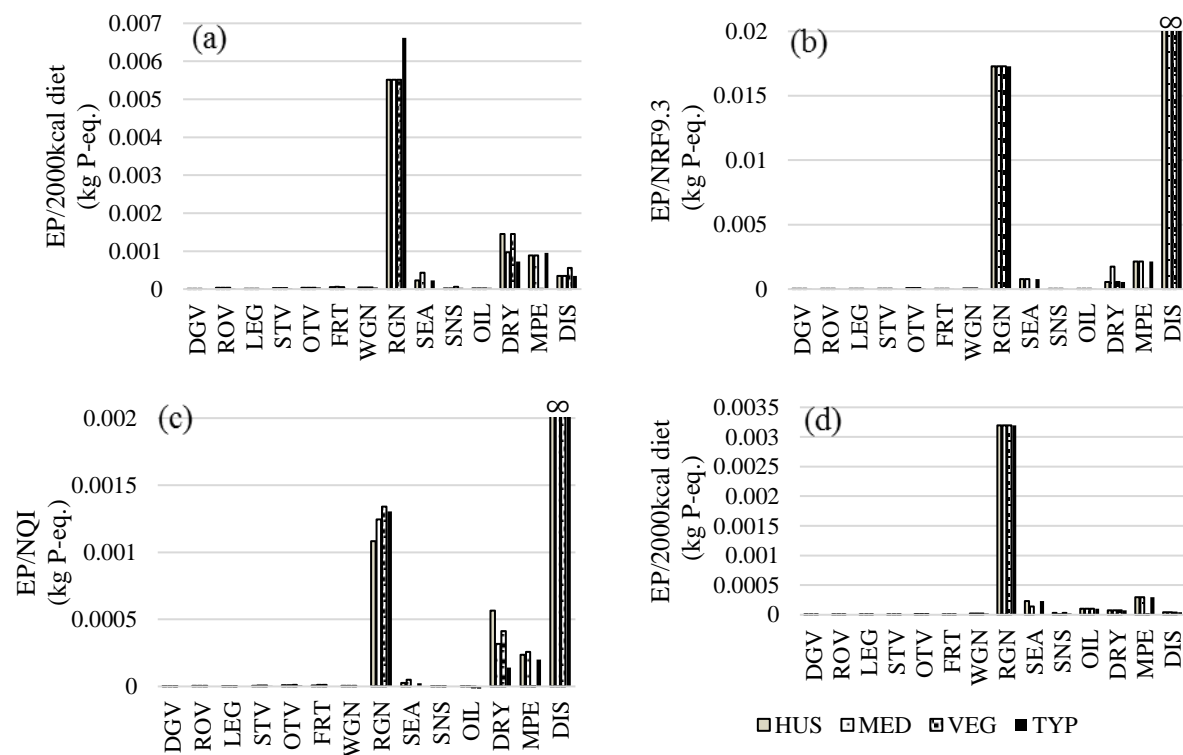 (a)
EP/2000kcal diet
(kg P-eq.)
0.007
0.006
0.005
0.004
0.003
0.002
0.001
0
DGV ROV LEG STV OTV FRT WGN RGN SEA SNS OIL DRY MPE DIS
(b)
∞
EP/NRF9.3
(kg P-eq.)
0.02
0.015
0.01
0.005
0
DGV ROV LEG STV OTV FRT WGN RGN SEA SNS OIL DRY MPE DIS
(c)
∞
EP/NQI
(kg P-eq.)
0.002
0.0015
0.001
0.0005
0
DGV ROV LEG STV OTV FRT WGN RGN SEA SNS OIL DRY MPE DIS
(d)
EP/2000kcal diet
(kg P-eq.)
0.0035
0.003
0.0025
0.002
0.0015
0.001
0.0005
0
DGV ROV LEG STV OTV FRT WGN RGN SEA SNS OIL DRY MPE DIS
HUS MED VEG TYP